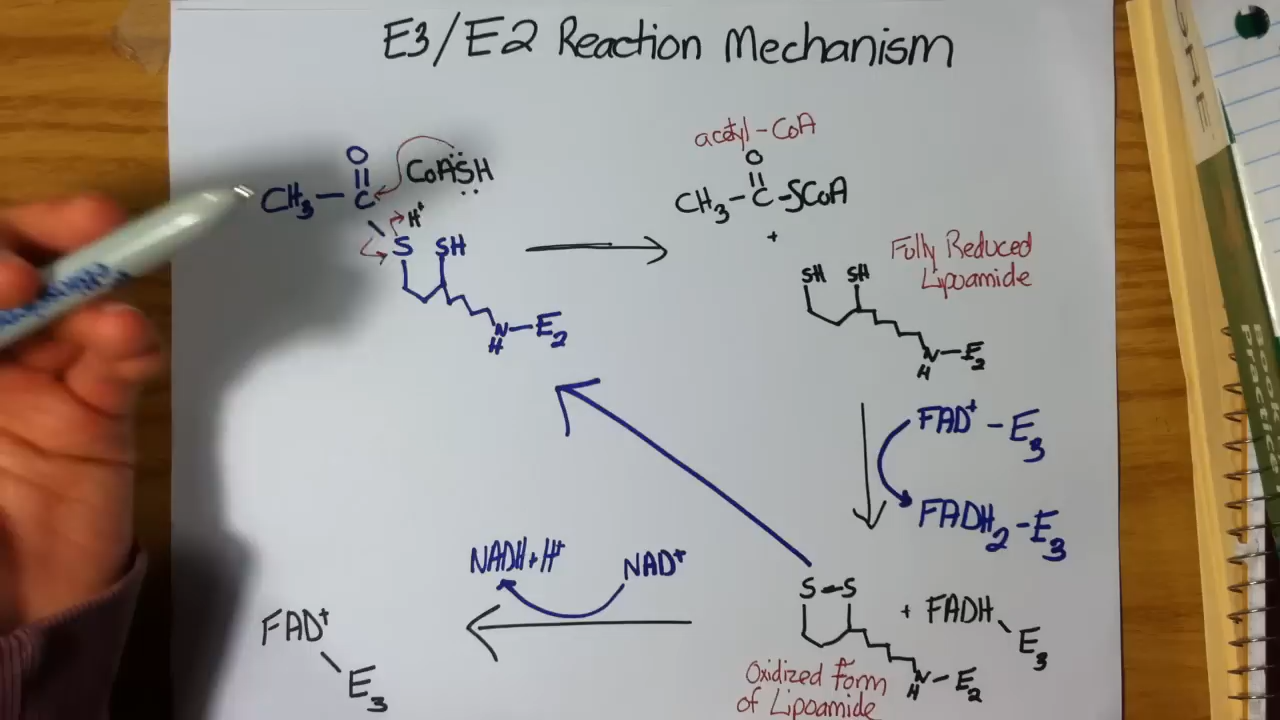 E3/E2 Reaction Mechanism
acetyl-CoA
O
O
CoASH
CH₃-C
CH₃-C-SCoA
H⁺
+
S SH
Fully Reduced
Lipoamide
SH SH
N-E₂
H
N-E₂
H
FAD⁺-E₃
FADH₂-E₃
NADH+H⁺ NAD⁺
S-S
+ FADH
E₃
FAD⁺
E₃
N-E₂
H
Oxidized Form
of Lipoamide